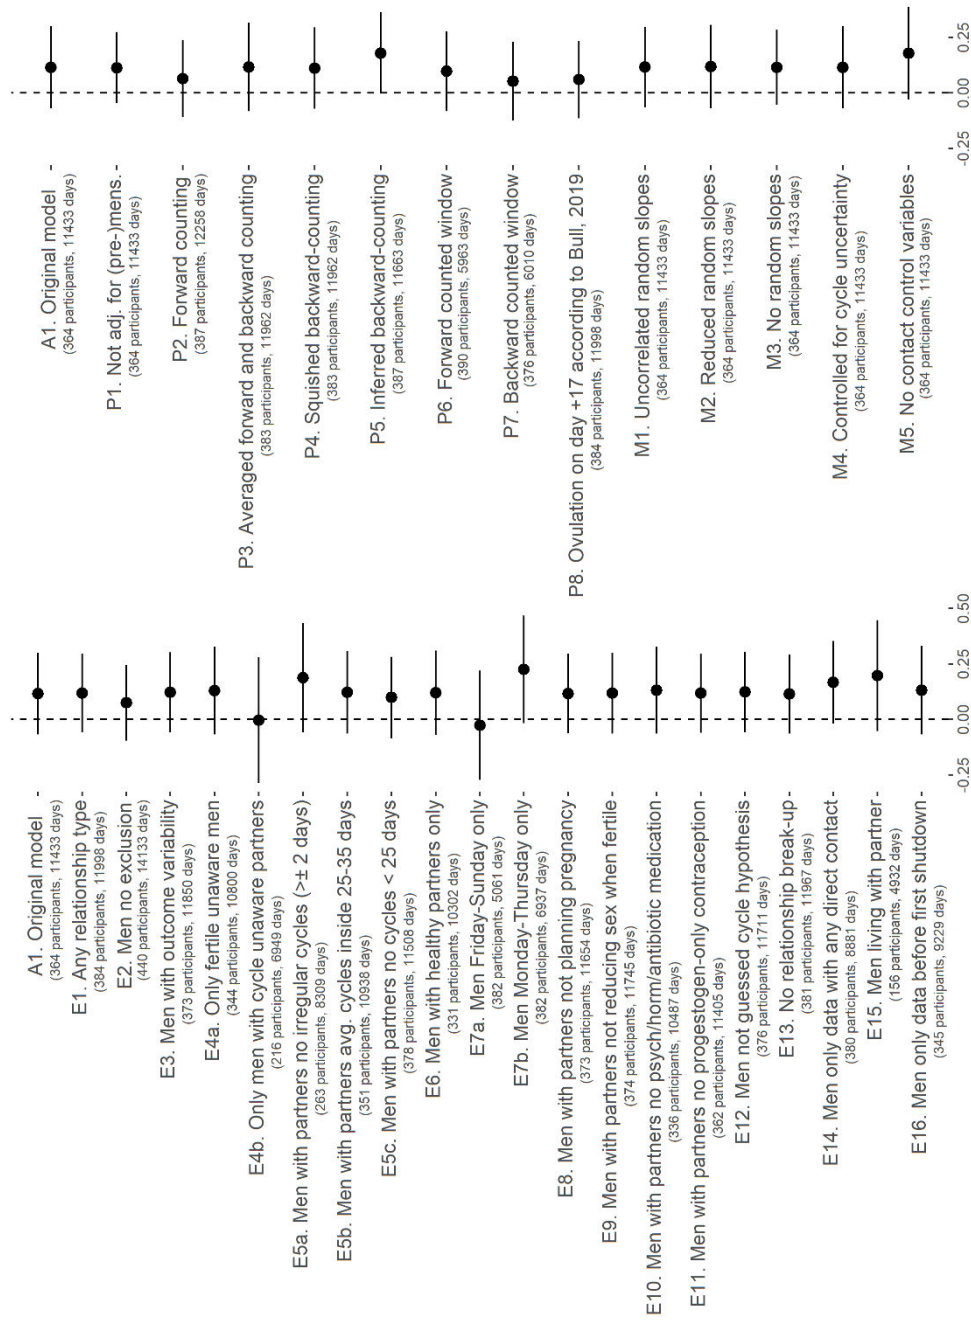 A1. Original model
(364 participants, 11433 days)
E1. Any relationship type
(384 participants, 11998 days)
E2. Men no exclusion
(440 participants, 14133 days)
E3. Men with outcome variability
(373 participants, 11850 days)
E4a. Only fertile unaware men
(344 participants, 10800 days)
E4b. Only men with cycle unaware partners
(216 participants, 6949 days)
E5a. Men with partners no irregular cycles (>± 2 days)
(263 participants, 8309 days)
E5b. Men with partners avg. cycles inside 25-35 days
(351 participants, 10938 days)
E5c. Men with partners no cycles < 25 days
(378 participants, 11508 days)
E6. Men with healthy partners only
(331 participants, 10302 days)
E7a. Men Friday-Sunday only
(382 participants, 5061 days)
E7b. Men Monday-Thursday only
(382 participants, 6937 days)
E8. Men with partners not planning pregnancy
(373 participants, 11654 days)
E9. Men with partners not reducing sex when fertile
(374 participants, 11745 days)
E10. Men with partners no psych/horm/antibiotic medication
(336 participants, 10487 days)
E11. Men with partners no progestogen-only contraception
(362 participants, 11405 days)
E12. Men not guessed cycle hypothesis
(376 participants, 11711 days)
E13. No relationship break-up
(381 participants, 11967 days)
E14. Men only data with any direct contact
(380 participants, 8881 days)
E15. Men living with partner
(156 participants, 4932 days)
E16. Men only data before first shutdown
(345 participants, 9229 days)
-0.25 0.00 0.25 0.50
A1. Original model
(364 participants, 11433 days)
P1. Not adj. for (pre-)mens.
(364 participants, 11433 days)
P2. Forward counting
(387 participants, 12258 days)
P3. Averaged forward and backward counting
(383 participants, 11962 days)
P4. Squished backward-counting
(383 participants, 11962 days)
P5. Inferred backward-counting
(387 participants, 11663 days)
P6. Forward counted window
(390 participants, 5963 days)
P7. Backward counted window
(376 participants, 6010 days)
P8. Ovulation on day +17 according to Bull, 2019
(384 participants, 11998 days)
M1. Uncorrelated random slopes
(364 participants, 11433 days)
M2. Reduced random slopes
(364 participants, 11433 days)
M3. No random slopes
(364 participants, 11433 days)
M4. Controlled for cycle uncertainty
(364 participants, 11433 days)
M5. No contact control variables
(364 participants, 11433 days)
-0.25 0.00 0.25